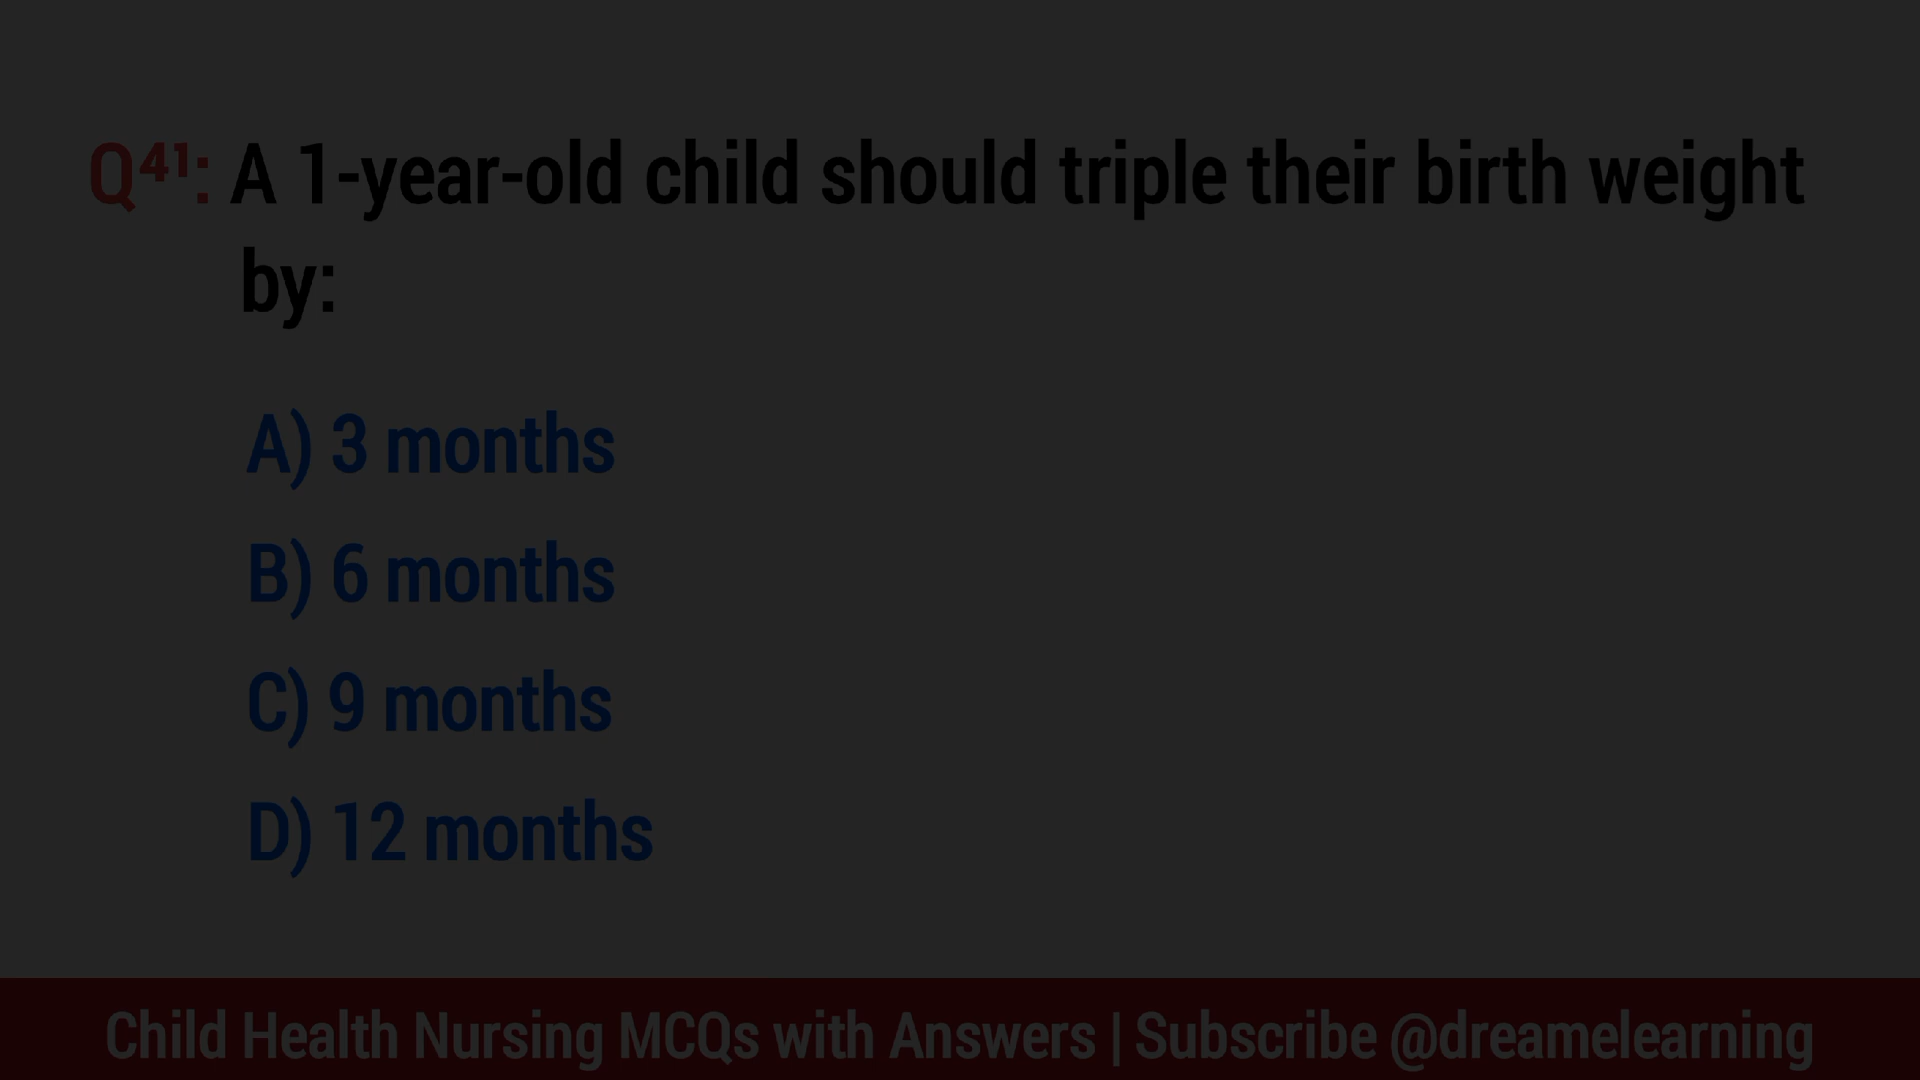 Q⁴¹: A 1-year-old child should triple their birth weight
by:
A) 3 months
B) 6 months
C) 9 months
D) 12 months
Child Health Nursing MCQs with Answers | Subscribe @dreamelearning